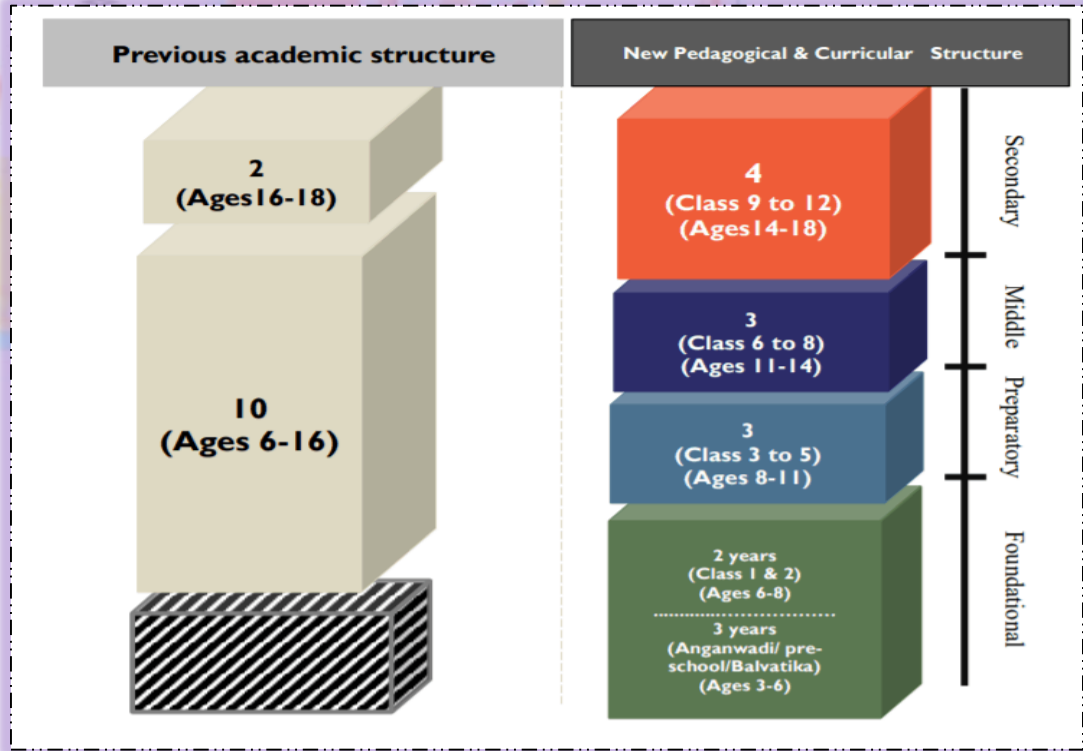 Previous academic structure
New Pedagogical & Curricular Structure
2
(Ages16-18)
10
(Ages 6-16)
4
(Class 9 to 12)
(Ages14-18)
3
(Class 6 to 8)
(Ages 11-14)
3
(Class 3 to 5)
(Ages 8-11)
2 years
(Class 1 & 2)
(Ages 6-8)
3 years
(Anganwadi/ pre-
school/Balvatika)
(Ages 3-6)
Secondary
Middle
Preparatory
Foundational